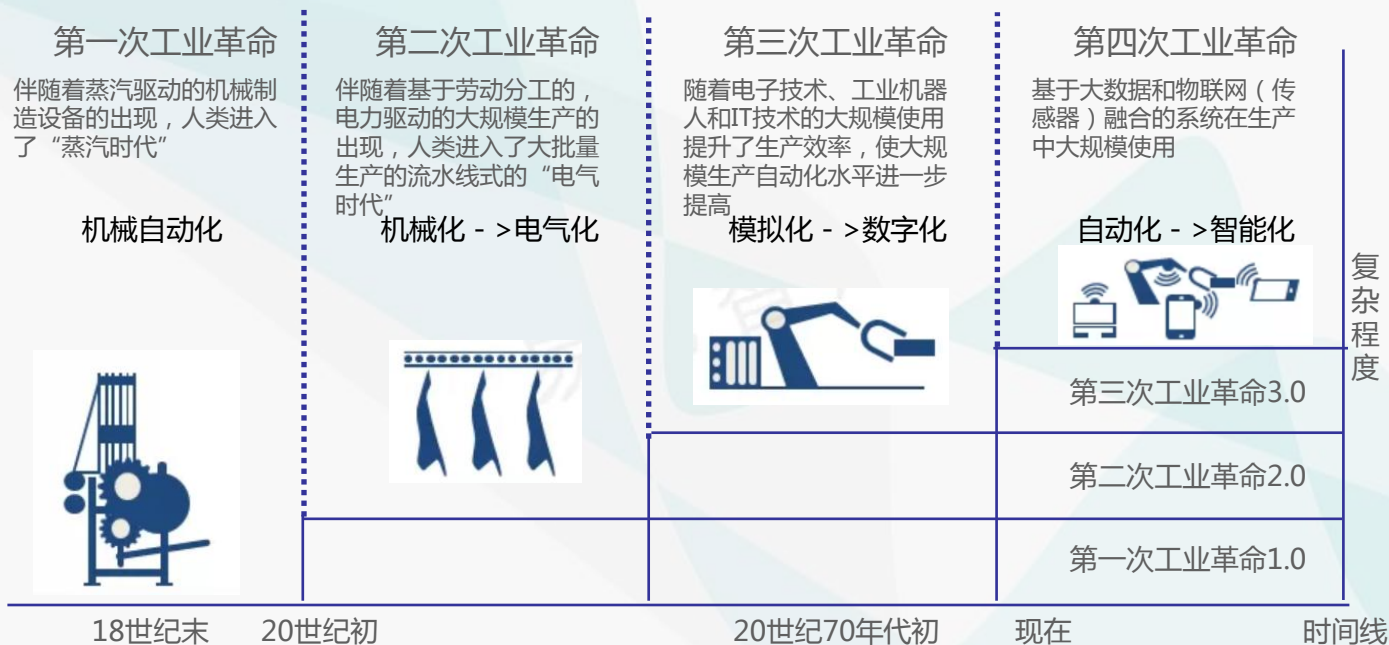 第一次工业革命
伴随着蒸汽驱动的机械制
造设备的出现，人类进入
了“蒸汽时代”
机械自动化
第二次工业革命
伴随着基于劳动分工的，
电力驱动的大规模生产的
出现，人类进入了大批量
生产的流水线式的“电气
时代”
机械化 - >电气化
第三次工业革命
随着电子技术、工业机器
人和IT技术的大规模使用
提升了生产效率，使大规
模生产自动化水平进一步
提高
模拟化 - >数字化
第四次工业革命
基于大数据和物联网（传
感器）融合的系统在生产
中大规模使用
自动化 - >智能化
复杂程度
第三次工业革命3.0
第二次工业革命2.0
第一次工业革命1.0
18世纪末
20世纪初
20世纪70年代初
现在
时间线